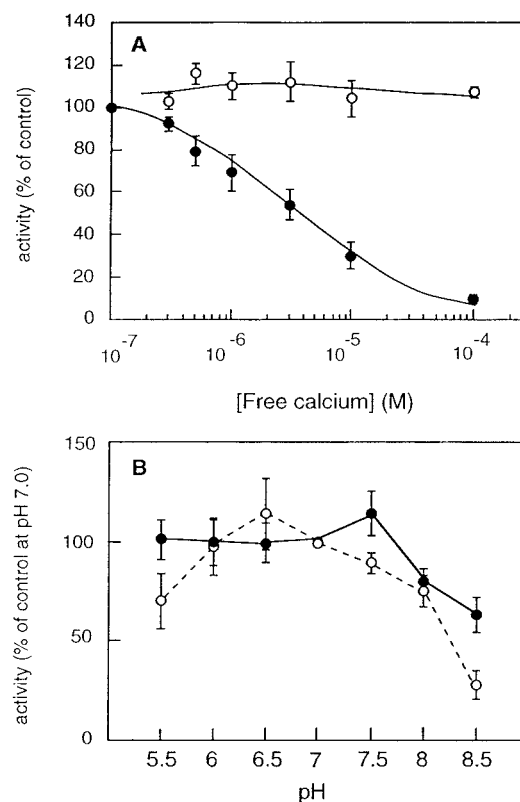 A
140
120
100
80
60
40
20
0
activity (% of control)
10⁻⁷ 10⁻⁶ 10⁻⁵ 10⁻⁴
[Free calcium] (M)
B
150
100
50
0
activity (% of control at pH 7.0)
5.5 6 6.5 7 7.5 8 8.5
pH